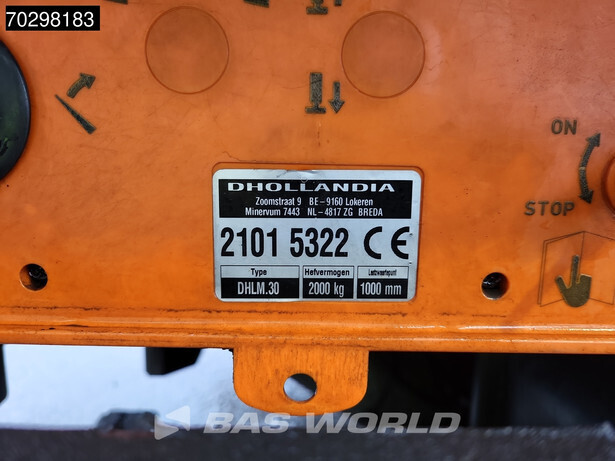 70298183
ON
STOP
DHOLLANDIA
Zoomstraat 9 BE-9160 Lokeren
Minervum 7443 NL-4817 ZG BREDA
2101 5322 CE
Type Hefvermogen Lastzwaartepunt
DHLM.30 2000 kg 1000 mm
BAS WORLD